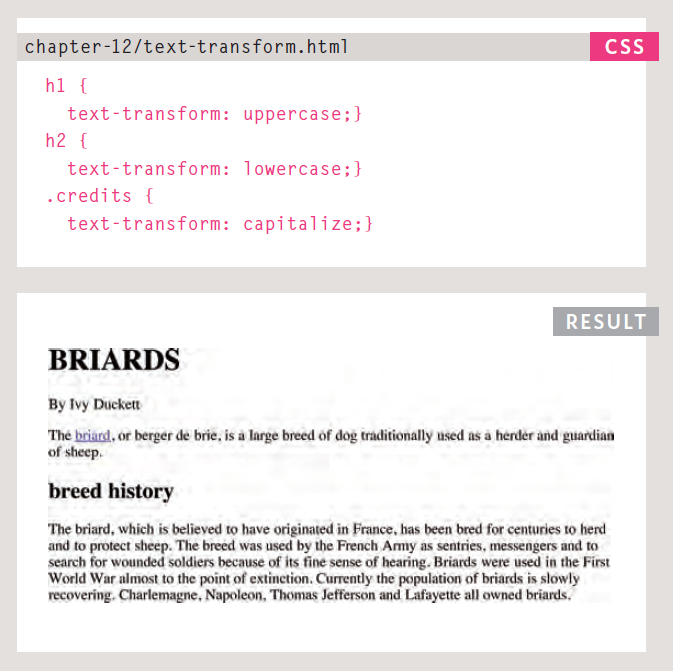 chapter-12/text-transform.html
CSS
h1 {
text-transform: uppercase;}
h2 {
text-transform: lowercase;}
.credits {
text-transform: capitalize;}
RESULT
BRIARDS
By Ivy Duckett
The briard, or berger de brie, is a large breed of dog traditionally used as a herder and guardian
of sheep.
breed history
The briard, which is believed to have originated in France, has been bred for centuries to herd
and to protect sheep. The breed was used by the French Army as sentries, messengers and to
search for wounded soldiers because of its fine sense of hearing. Briards were used in the First
World War almost to the point of extinction. Currently the population of briards is slowly
recovering. Charlemagne, Napoleon, Thomas Jefferson and Lafayette all owned briards.